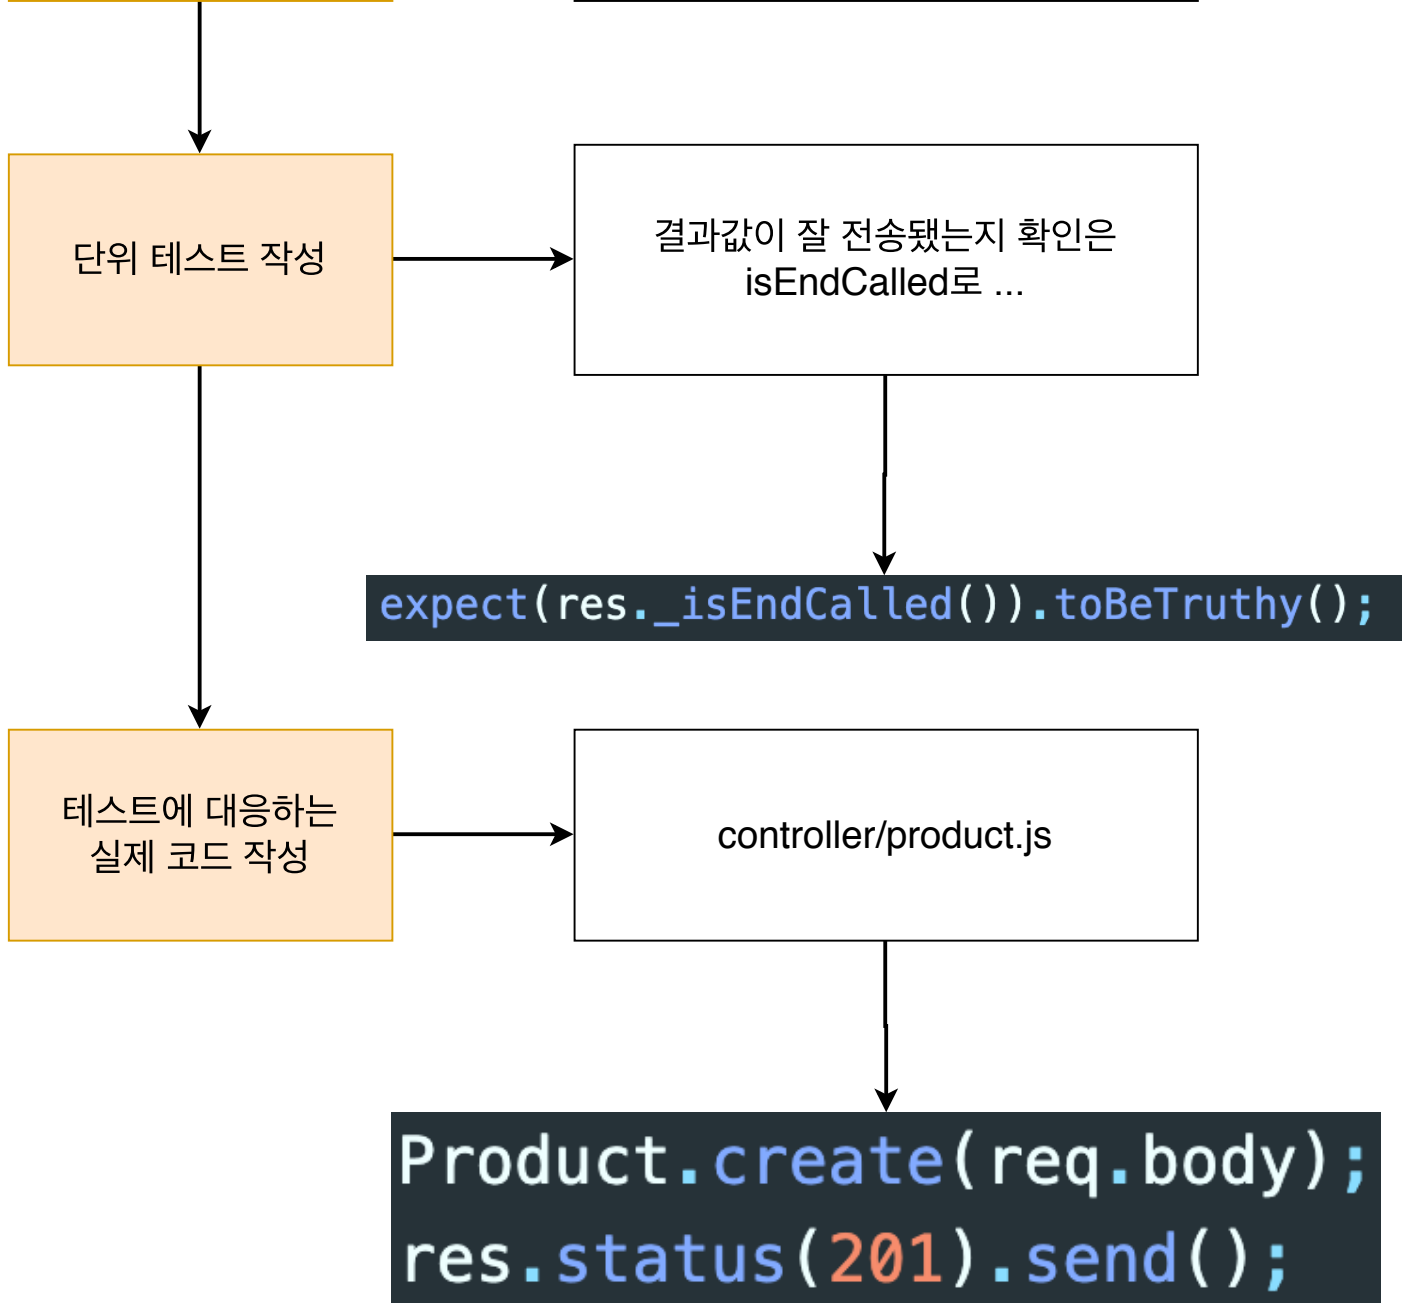 단위 테스트 작성
결과값이 잘 전송됐는지 확인은
isEndCalled로 ...
expect(res._isEndCalled()).toBeTruthy();
테스트에 대응하는
실제 코드 작성
controller/product.js
Product.create(req.body);
res.status(201).send();